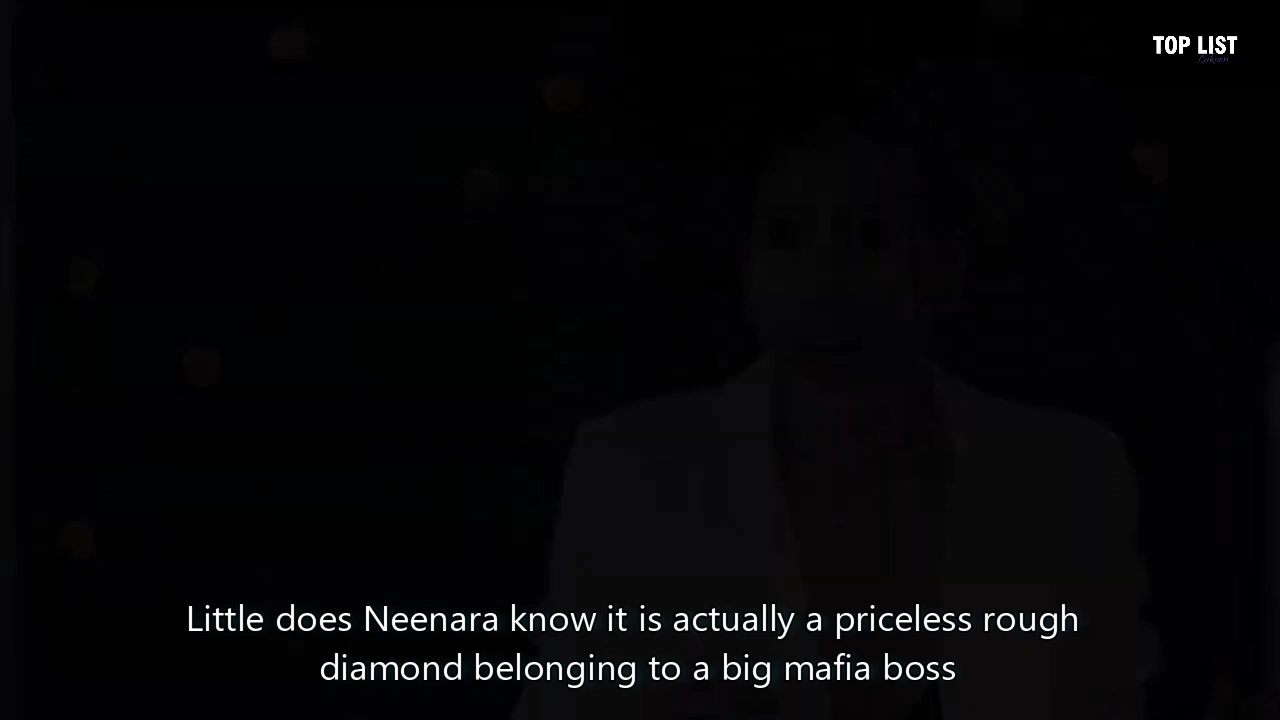 TOP LIST
Little does Neenara know it is actually a priceless rough
diamond belonging to a big mafia boss